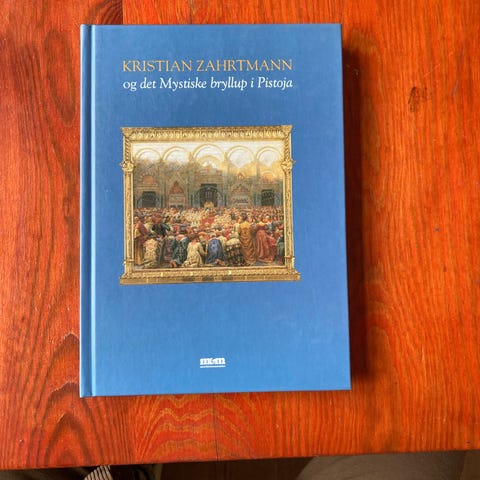 KRISTIAN ZAHRTMANN
og det Mystiske bryllup i Pistoja